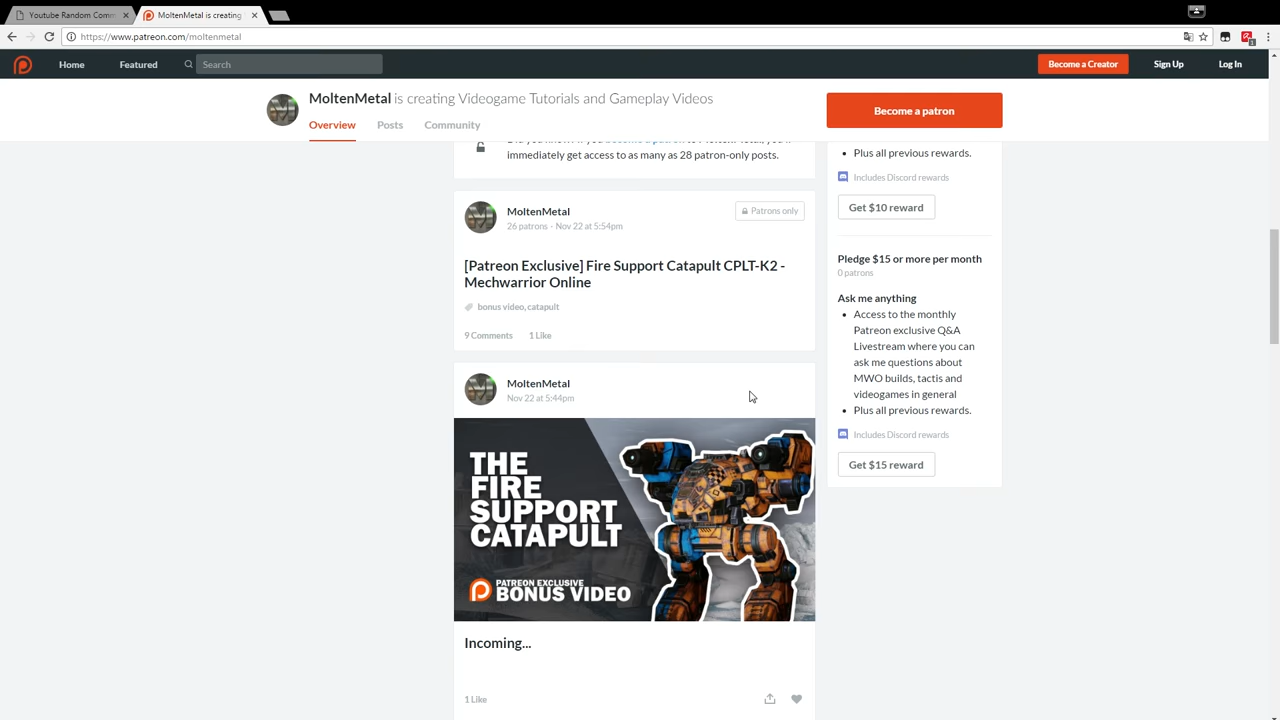 Youtube Random Comm
MoltenMetal is creating
https://www.patreon.com/moltenmetal
Home
Featured
Search
Become a Creator
Sign Up
Log In
MoltenMetal is creating Videogame Tutorials and Gameplay Videos
Overview
Posts
Community
Become a patron
immediately get access to as many as 28 patron-only posts.
MoltenMetal
26 patrons · Nov 22 at 5:54pm
Patrons only
[Patreon Exclusive] Fire Support Catapult CPLT-K2 -
Mechwarrior Online
bonus video, catapult
9 Comments
1 Like
MoltenMetal
Nov 22 at 5:44pm
THE
FIRE
SUPPORT
CATAPULT
PATREON EXCLUSIVE
BONUS VIDEO
Incoming...
1 Like
• Plus all previous rewards.
Includes Discord rewards
Get $10 reward
Pledge $15 or more per month
0 patrons
Ask me anything
• Access to the monthly
Patreon exclusive Q&A
Livestream where you can
ask me questions about
MWO builds, tactis and
videogames in general
• Plus all previous rewards.
Includes Discord rewards
Get $15 reward